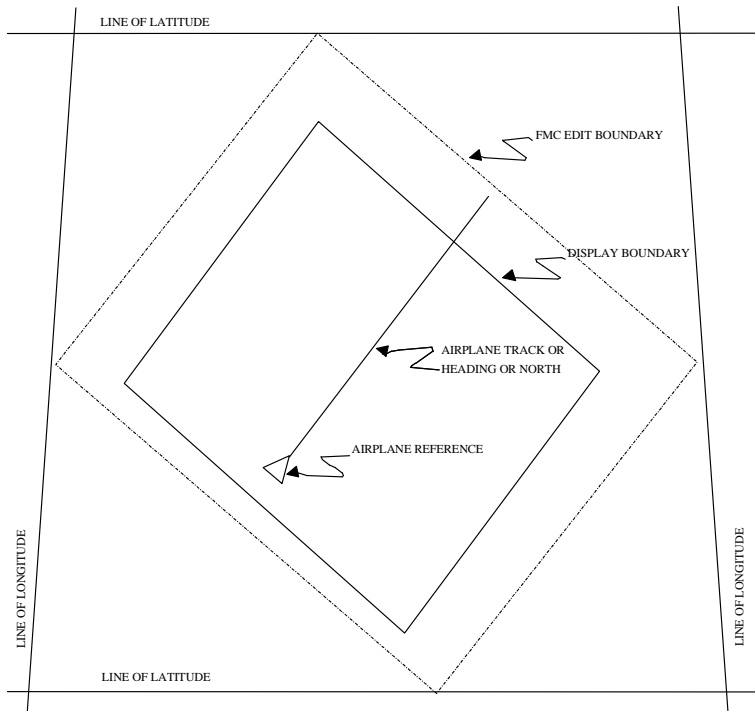 LINE OF LATITUDE
FMC EDIT BOUNDARY
DISPLAY BOUNDARY
AIRPLANE TRACK OR
HEADING OR NORTH
AIRPLANE REFERENCE
LINE OF LONGITUDE
LINE OF LONGITUDE
LINE OF LATITUDE